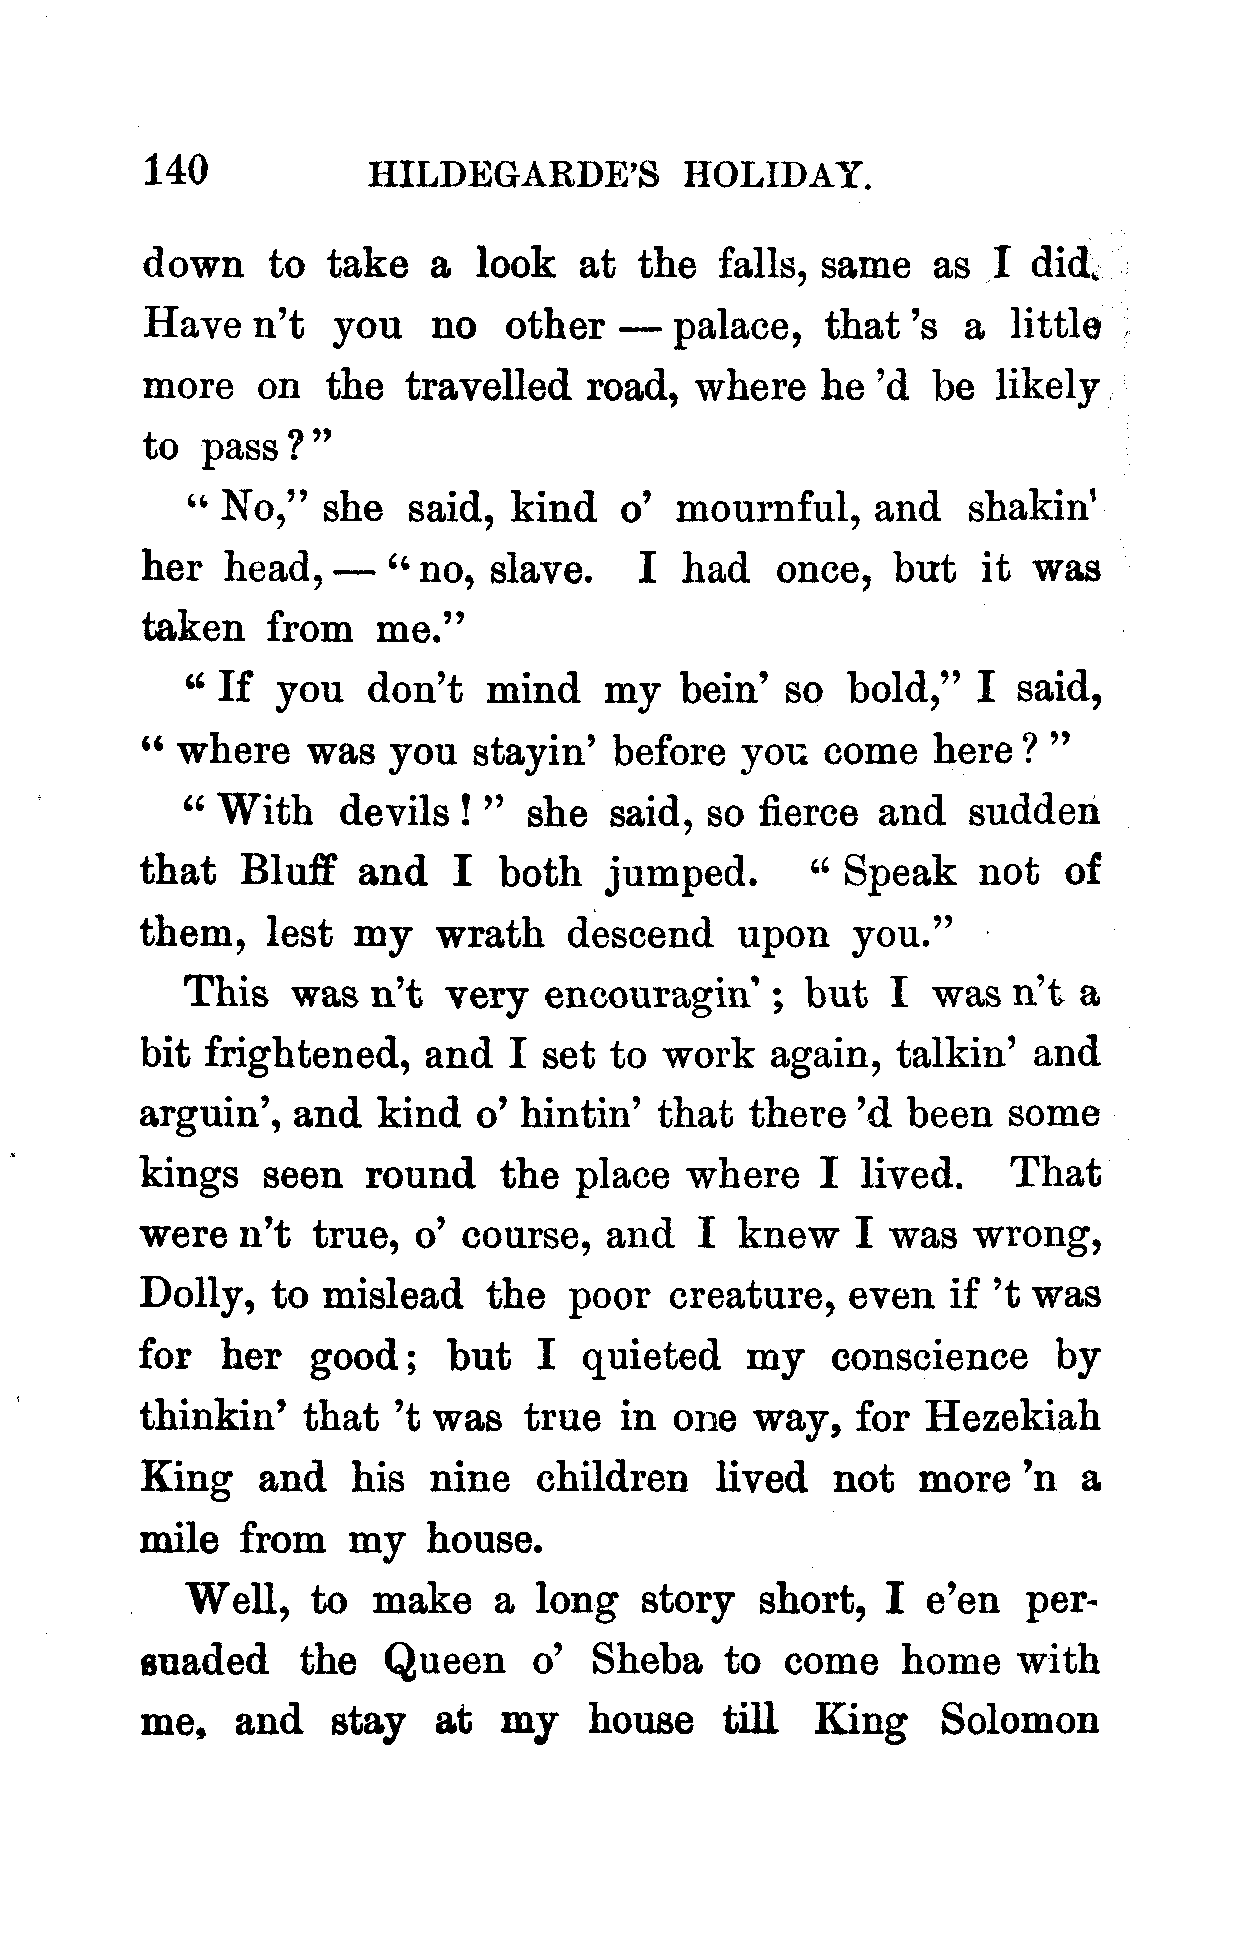 140 HILDEGARDE'S HOLIDAY.
down to take a look at the falls, same as I did.
Have n't you no other — palace, that 's a little
more on the travelled road, where he 'd be likely
to pass?"
"No," she said, kind o' mournful, and shakin'
her head, — "no, slave. I had once, but it was
taken from me."
"If you don't mind my bein' so bold," I said,
"where was you stayin' before you come here?"
"With devils!" she said, so fierce and sudden
that Bluff and I both jumped. "Speak not of
them, lest my wrath descend upon you."
This was n't very encouragin'; but I was n't a
bit frightened, and I set to work again, talkin' and
arguin', and kind o' hintin' that there 'd been some
kings seen round the place where I lived. That
were n't true, o' course, and I knew I was wrong,
Dolly, to mislead the poor creature, even if 't was
for her good; but I quieted my conscience by
thinkin' that 't was true in one way, for Hezekiah
King and his nine children lived not more 'n a
mile from my house.
Well, to make a long story short, I e'en per-
suaded the Queen o' Sheba to come home with
me, and stay at my house till King Solomon